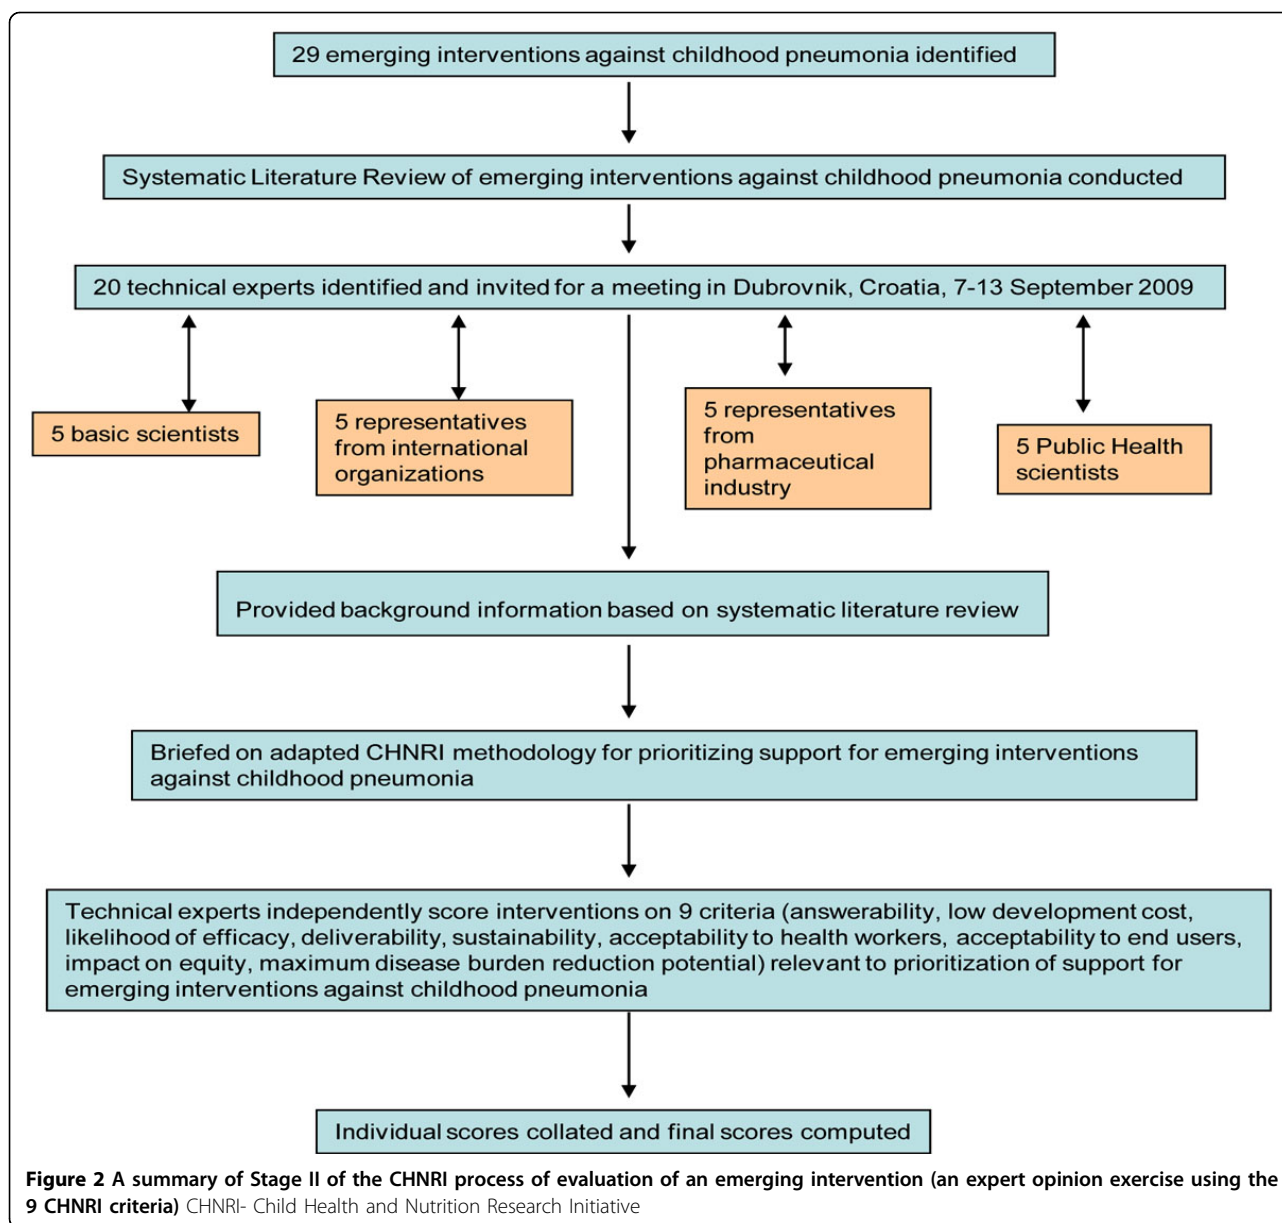 29 emerging interventions against childhood pneumonia identified
Systematic Literature Review of emerging interventions against childhood pneumonia conducted
20 technical experts identified and invited for a meeting in Dubrovnik, Croatia, 7-13 September 2009
5 basic scientists
5 representatives
from international
organizations
5 representatives
from
pharmaceutical
industry
5 Public Health
scientists
Provided background information based on systematic literature review
Briefed on adapted CHNRI methodology for prioritizing support for emerging interventions
against childhood pneumonia
Technical experts independently score interventions on 9 criteria (answerability, low development cost,
likelihood of efficacy, deliverability, sustainability, acceptability to health workers, acceptability to end users,
impact on equity, maximum disease burden reduction potential) relevant to prioritization of support for
emerging interventions against childhood pneumonia
Individual scores collated and final scores computed
Figure 2 A summary of Stage II of the CHNRI process of evaluation of an emerging intervention (an expert opinion exercise using the
9 CHNRI criteria) CHNRI- Child Health and Nutrition Research Initiative